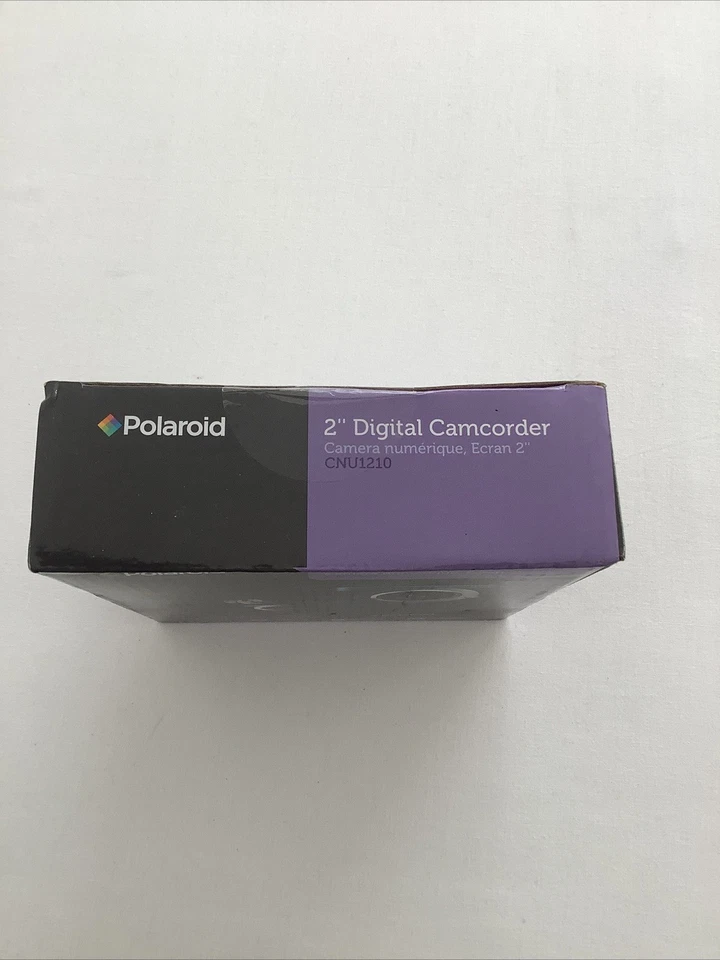 Polaroid
2" Digital Camcorder
Camera numérique, Ecran 2"
CNU1210